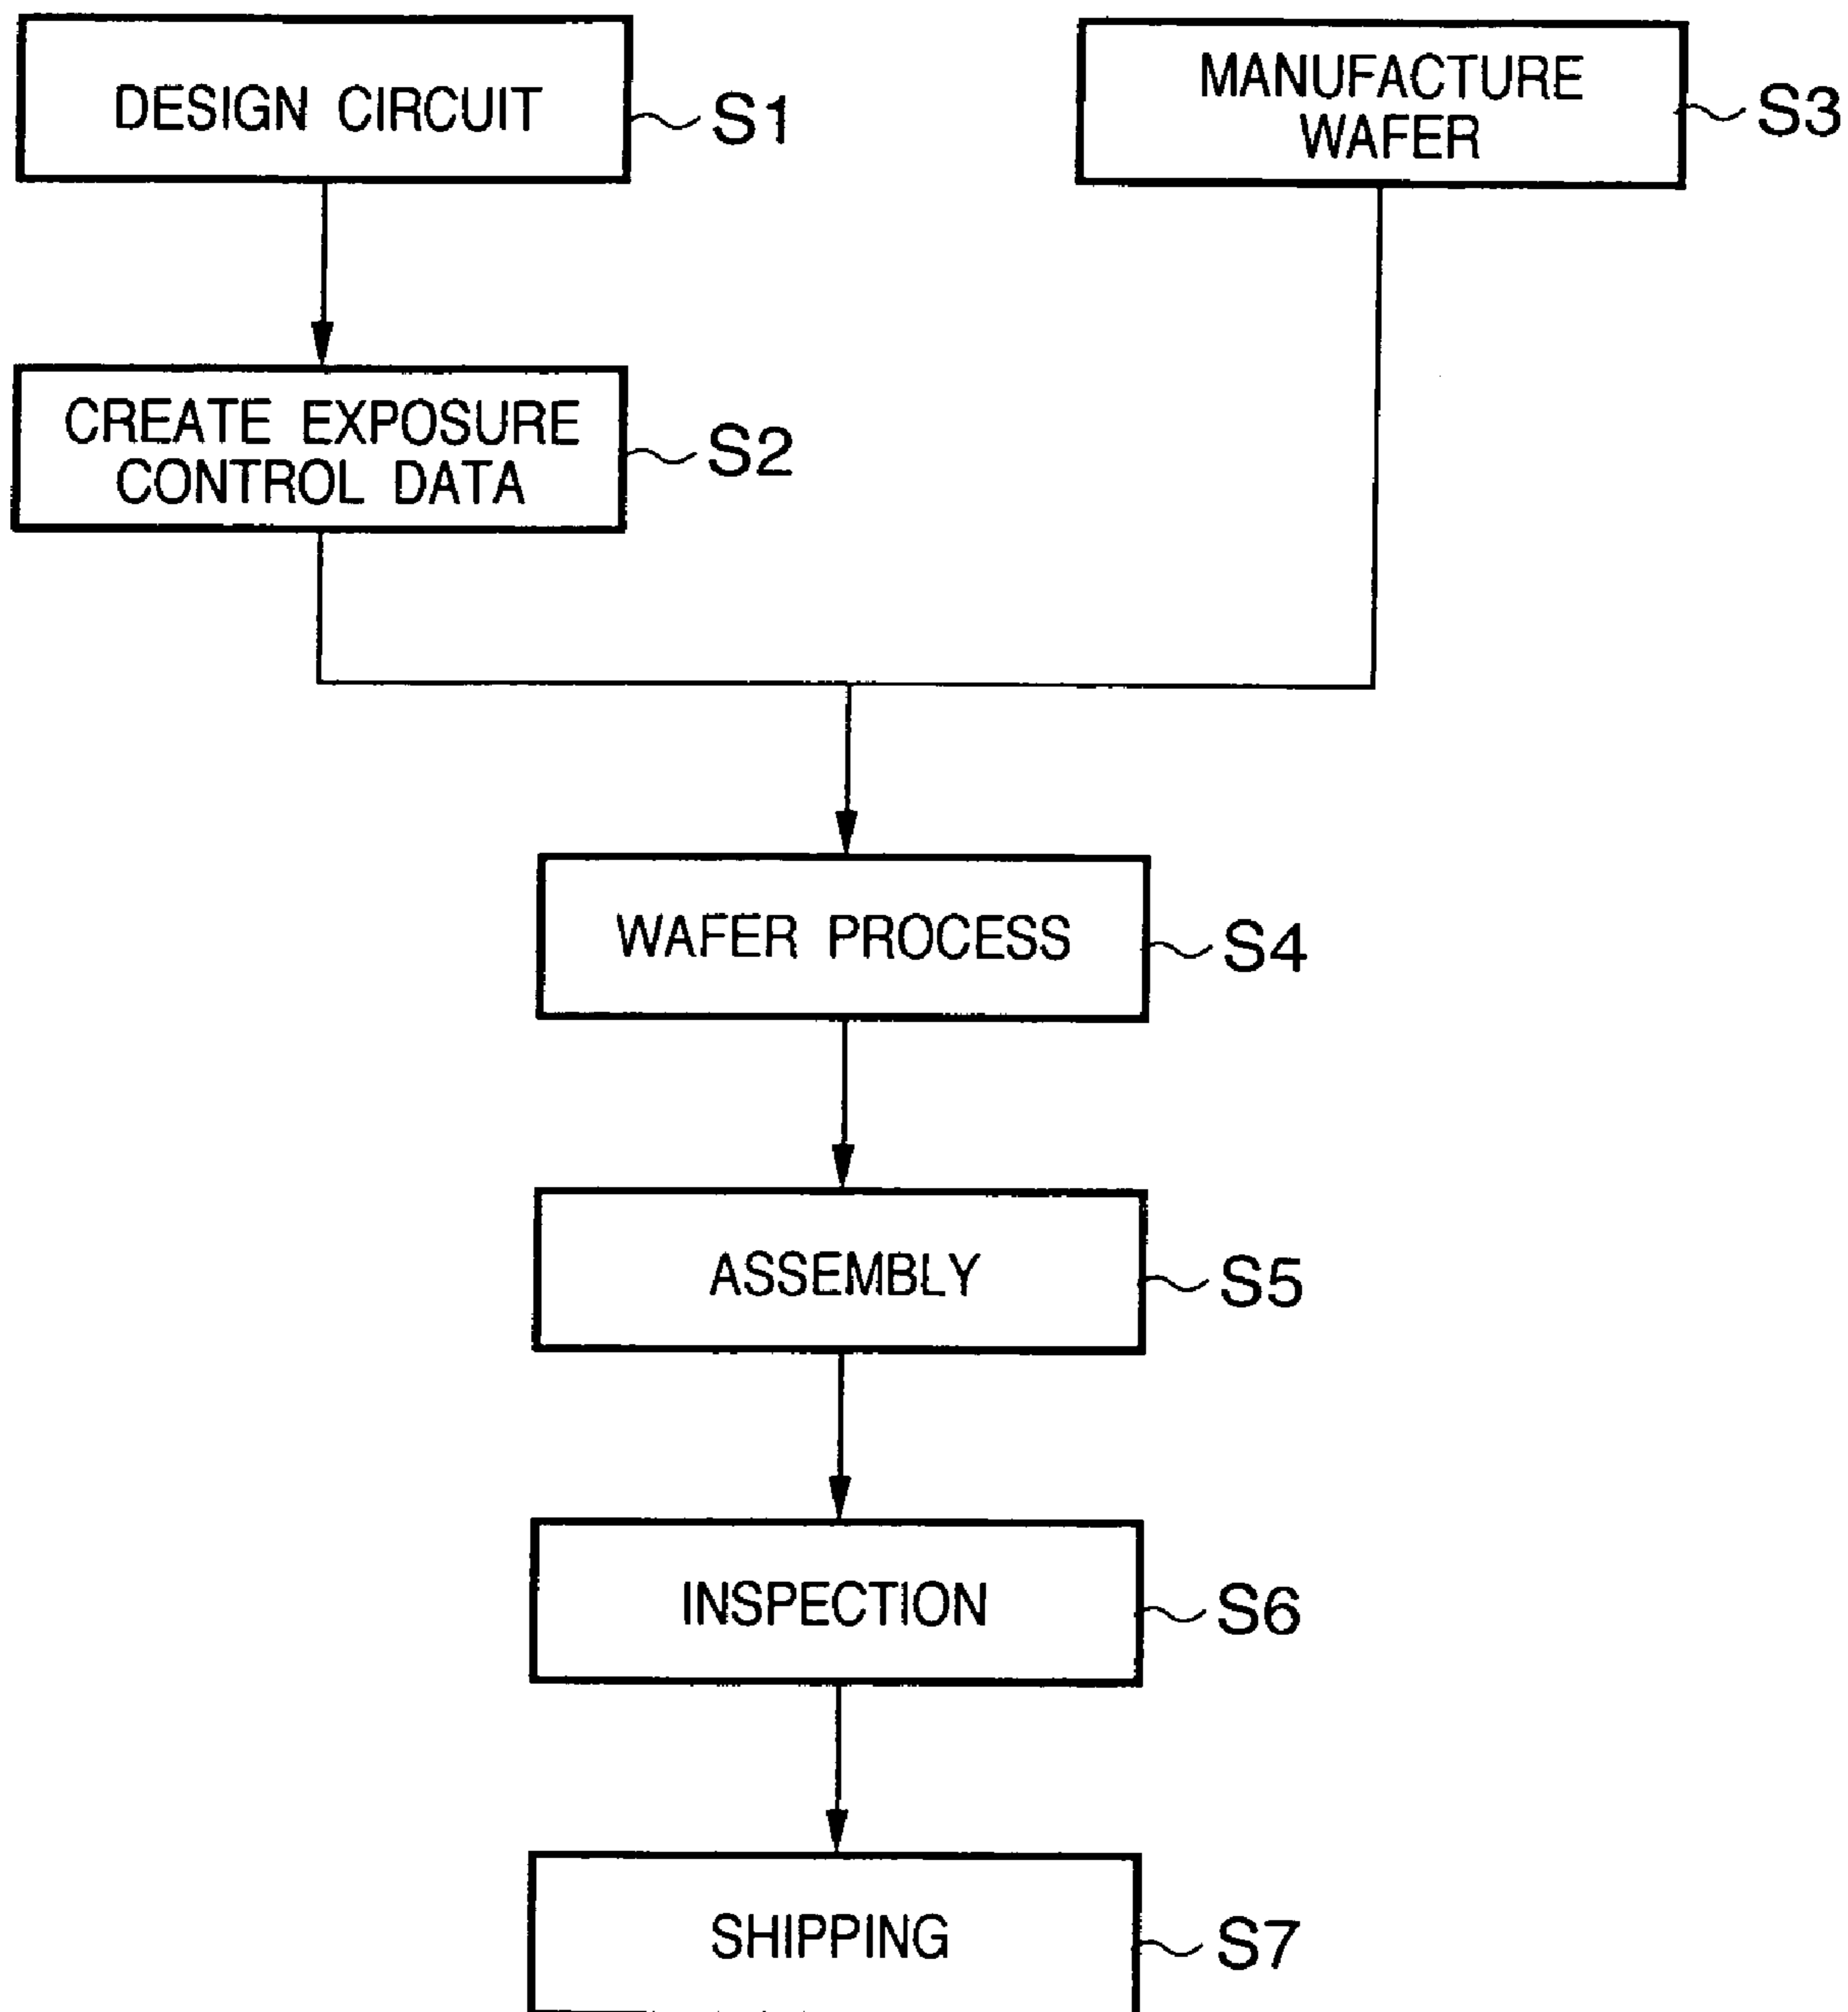 DESIGN CIRCUIT
S1
MANUFACTURE
WAFER
S3
CREATE EXPOSURE
CONTROL DATA
S2
WAFER PROCESS
S4
ASSEMBLY
S5
INSPECTION
S6
SHIPPING
S7